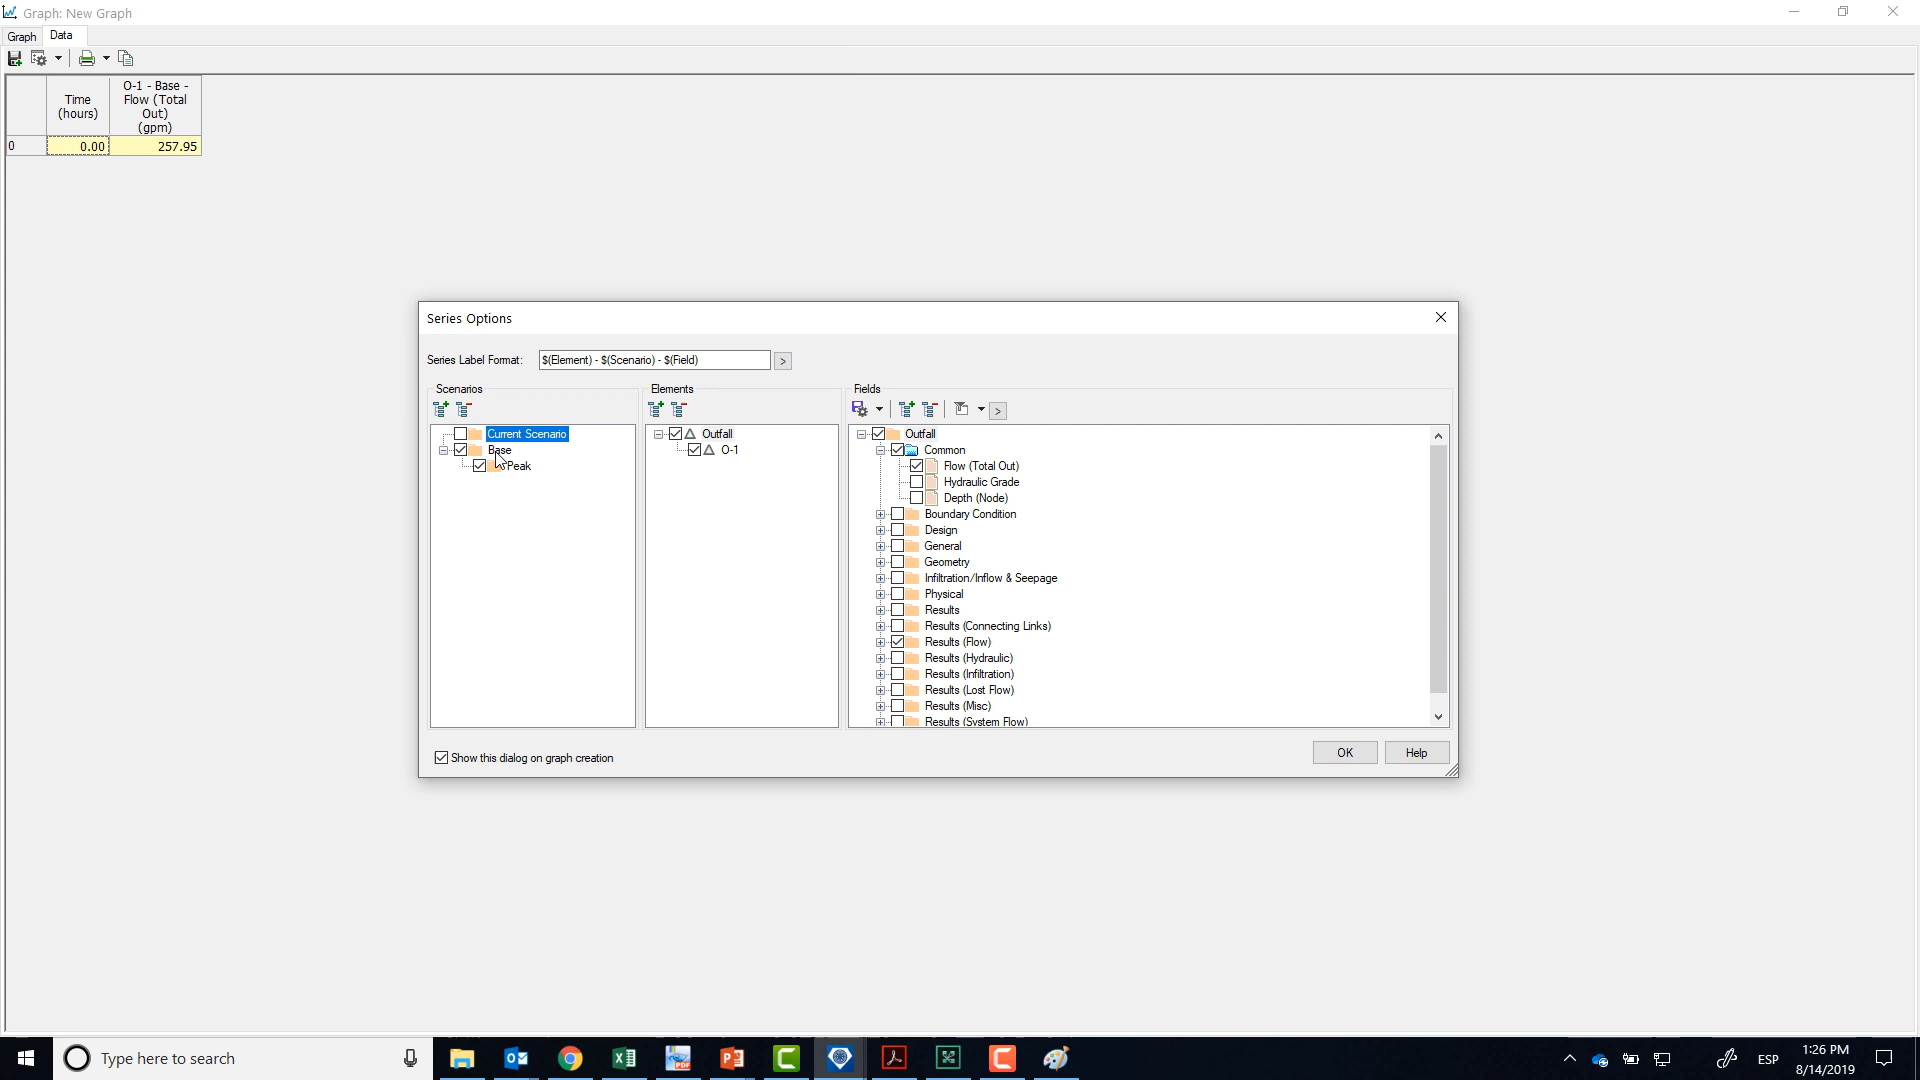 Graph: New Graph
Graph
Data
Time
(hours)
O-1 - Base -
Flow (Total
Out)
(gpm)
0
0.00
257.95
Series Options
Series Label Format:
$(Element) - $(Scenario) - $(Field)
>
Scenarios
Current Scenario
Base
Peak
Elements
Outfall
O-1
Fields
>
Outfall
Common
Flow (Total Out)
Hydraulic Grade
Depth (Node)
Boundary Condition
Design
General
Geometry
Infiltration/Inflow & Seepage
Physical
Results
Results (Connecting Links)
Results (Flow)
Results (Hydraulic)
Results (Infiltration)
Results (Lost Flow)
Results (Misc)
Results (System Flow)
Show this dialog on graph creation
OK
Help
Type here to search
ESP
1:26 PM
8/14/2019